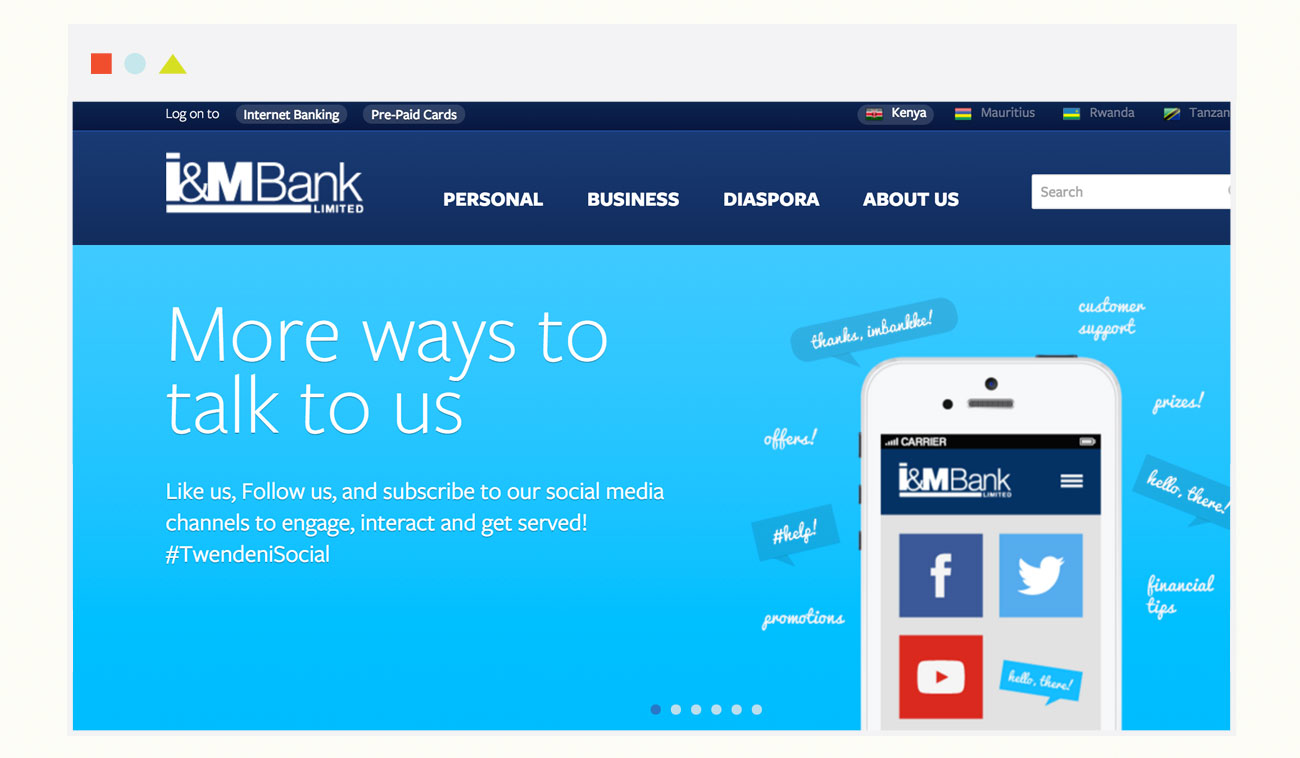 Log on to Internet Banking Pre-Paid Cards Kenya Mauritius Rwanda Tanzan
i&M Bank
LIMITED
PERSONAL BUSINESS DIASPORA ABOUT US
Search
More ways to
talk to us
Like us, Follow us, and subscribe to our social media
channels to engage, interact and get served!
#TwendeniSocial
thanks, imbankke!
customer
support
prizes!
offers!
hello, there!
#help!
financial
tips
promotions
CARRIER
i&M Bank
LIMITED
hello, there!